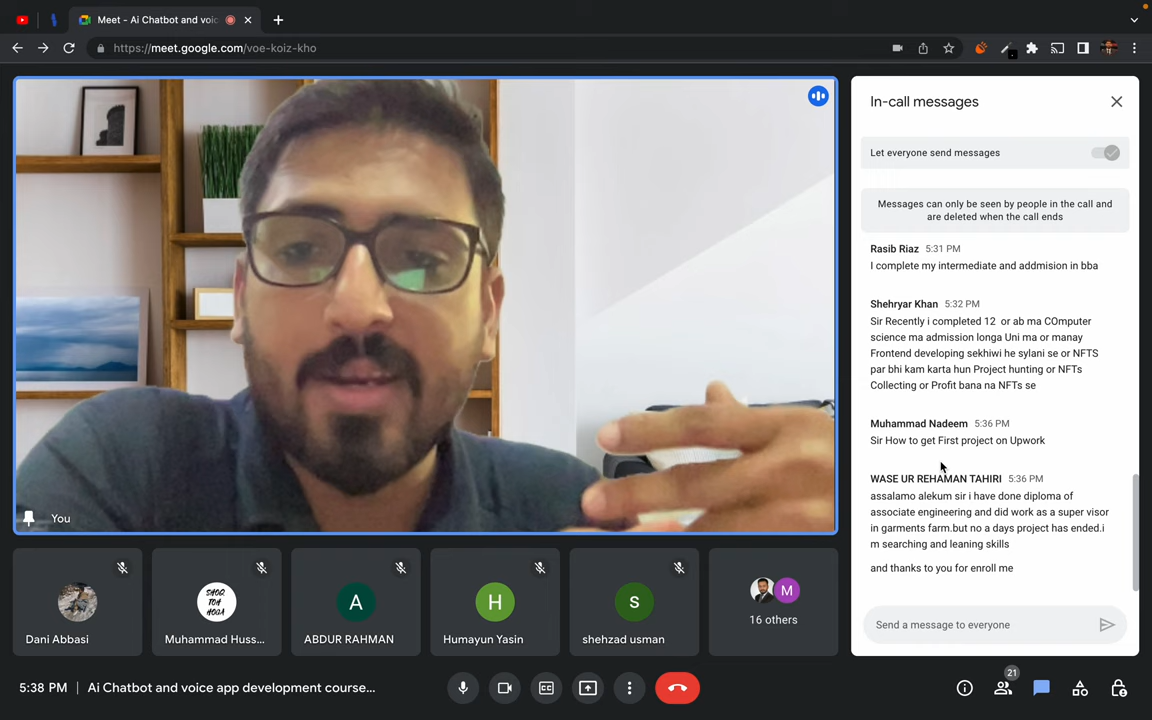 Meet - Ai Chatbot and voic
https://meet.google.com/voe-koiz-kho
You
In-call messages
Let everyone send messages
Messages can only be seen by people in the call and
are deleted when the call ends
Rasib Riaz 5:31 PM
I complete my intermediate and addmision in bba
Shehryar Khan 5:32 PM
Sir Recently i completed 12 or ab ma COmputer
science ma admission longa Uni ma or manay
Frontend developing sekhiwi he sylani se or NFTS
par bhi kam karta hun Project hunting or NFTs
Collecting or Profit bana na NFTs se
Muhammad Nadeem 5:36 PM
Sir How to get First project on Upwork
WASE UR REHAMAN TAHIRI 5:36 PM
assalamo alekum sir i have done diploma of
associate engineering and did work as a super visor
in garments farm.but no a days project has ended.i
m searching and leaning skills
and thanks to you for enroll me
Send a message to everyone
Dani Abbasi
SHOQ
TOH
HOGA
Muhammad Huss...
A
ABDUR RAHMAN
H
Humayun Yasin
s
shehzad usman
M
16 others
5:38 PM | Ai Chatbot and voice app development course...
21